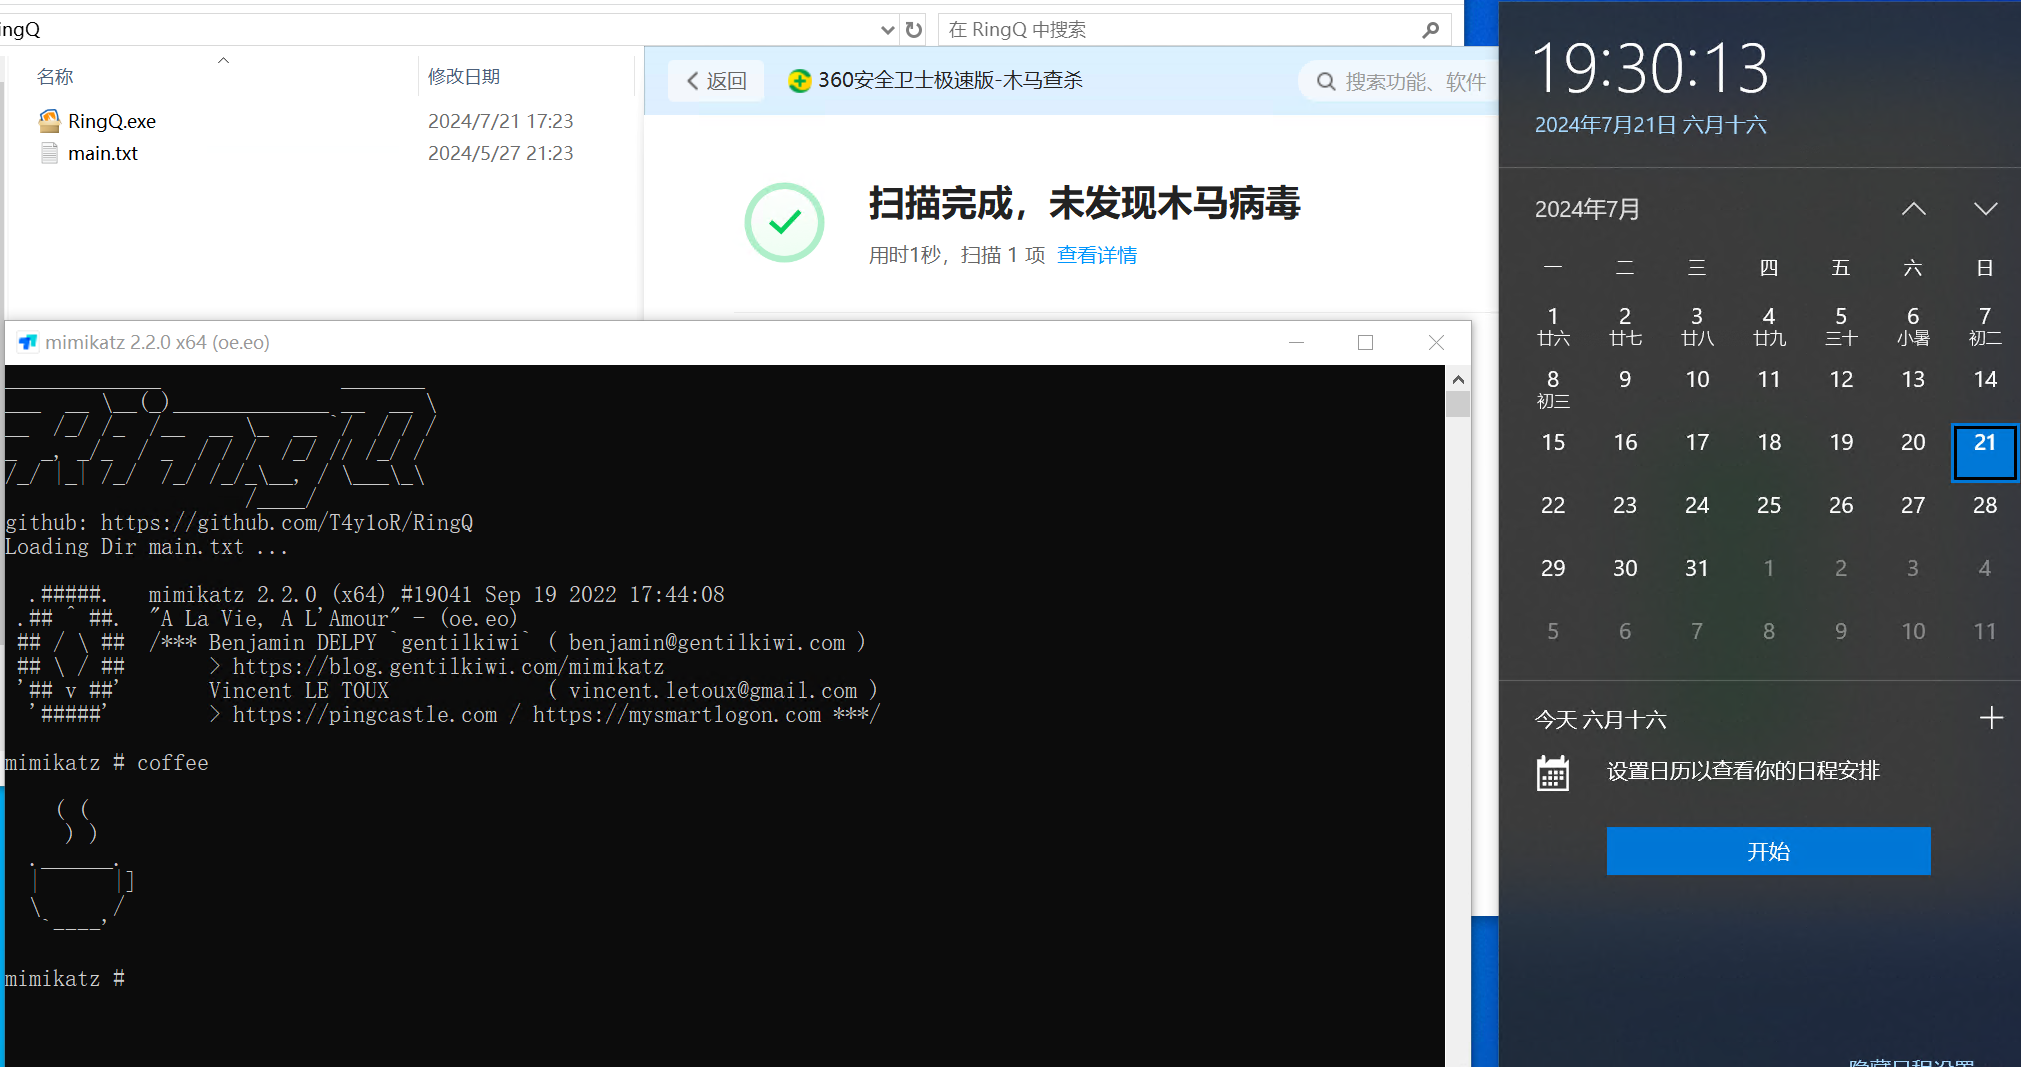 ingQ
在 RingQ 中搜索
名称 修改日期
RingQ.exe 2024/7/21 17:23
main.txt 2024/5/27 21:23
返回 360安全卫士极速版-木马查杀 搜索功能、软件
扫描完成，未发现木马病毒
用时1秒，扫描 1 项 查看详情
mimikatz 2.2.0 x64 (oe.eo)
RingQ
github: https://github.com/T4y1oR/RingQ
Loading Dir main.txt ...
.#####. mimikatz 2.2.0 (x64) #19041 Sep 19 2022 17:44:08
.## ^ ##. "A La Vie, A L'Amour" - (oe.eo)
## / \ ## /*** Benjamin DELPY `gentilkiwi` ( benjamin@gentilkiwi.com )
## \ / ## > https://blog.gentilkiwi.com/mimikatz
'## v ##' Vincent LE TOUX ( vincent.letoux@gmail.com )
'#####' > https://pingcastle.com / https://mysmartlogon.com ***/
mimikatz # coffee
mimikatz #
19:30:13
2024年7月21日 六月十六
2024年7月
一 二 三 四 五 六 日
1 2 3 4 5 6 7
廿六 廿七 廿八 廿九 三十 小暑 初二
8 9 10 11 12 13 14
初三
15 16 17 18 19 20 21
22 23 24 25 26 27 28
29 30 31 1 2 3 4
5 6 7 8 9 10 11
今天 六月十六
设置日历以查看你的日程安排
开始
隐藏日程设置